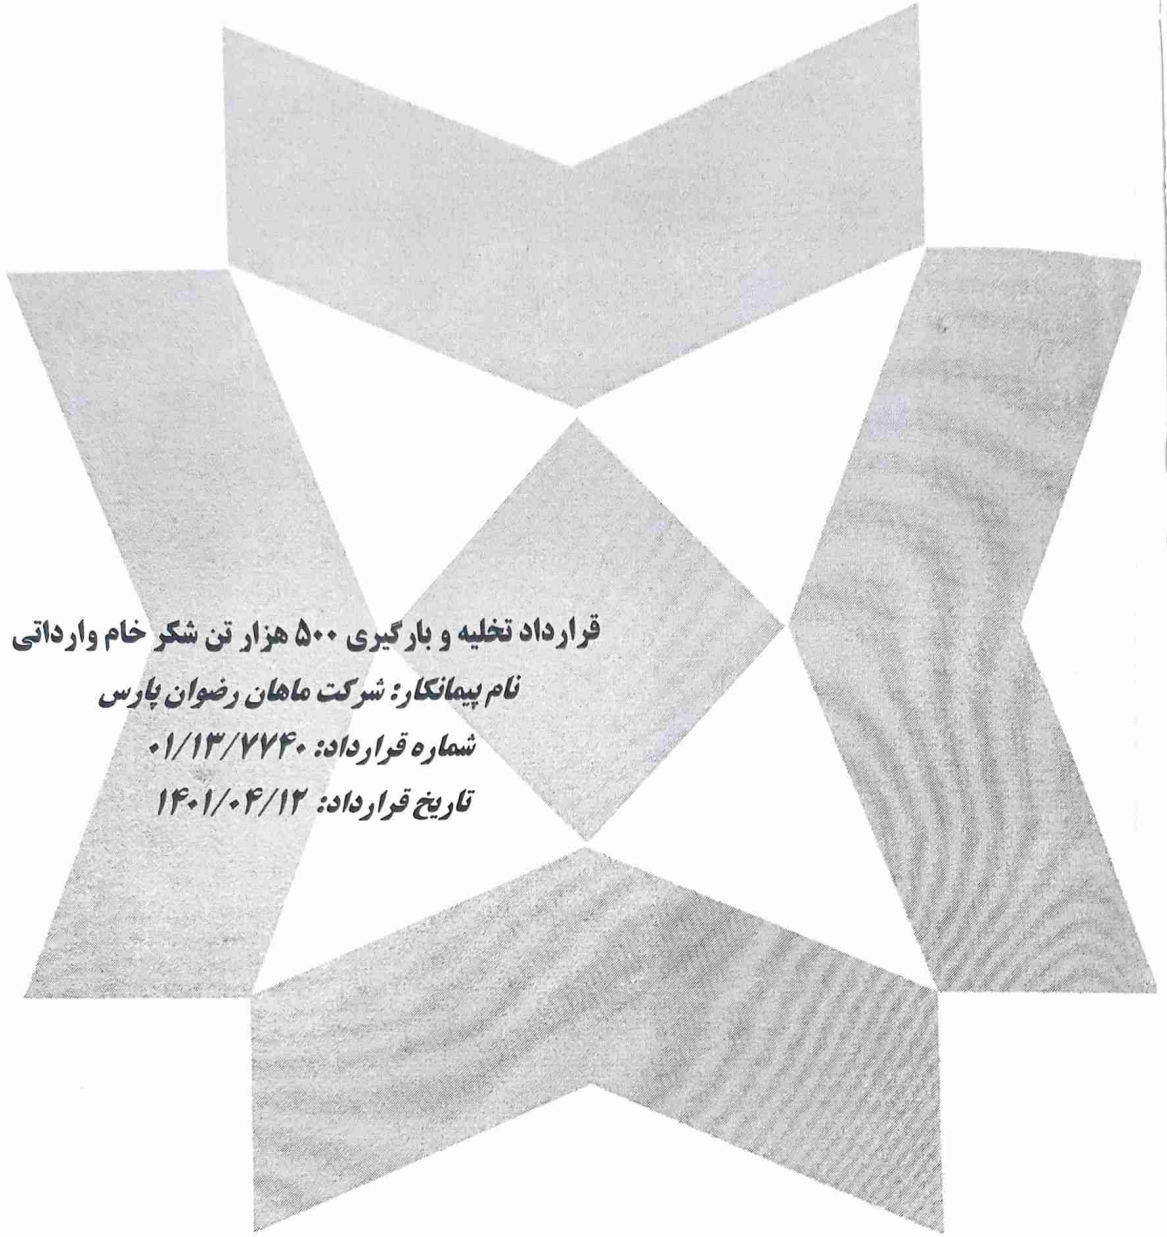 قرارداد تخلیه و بارگیری ۵۰۰ هزار تن شکر خام وارداتی
نام پیمانکار: شرکت ماهان رضوان پارس
شماره قرارداد: ۰۱/۱۳/۷۷۴۰
تاریخ قرارداد: ۱۴۰۱/۰۴/۱۲